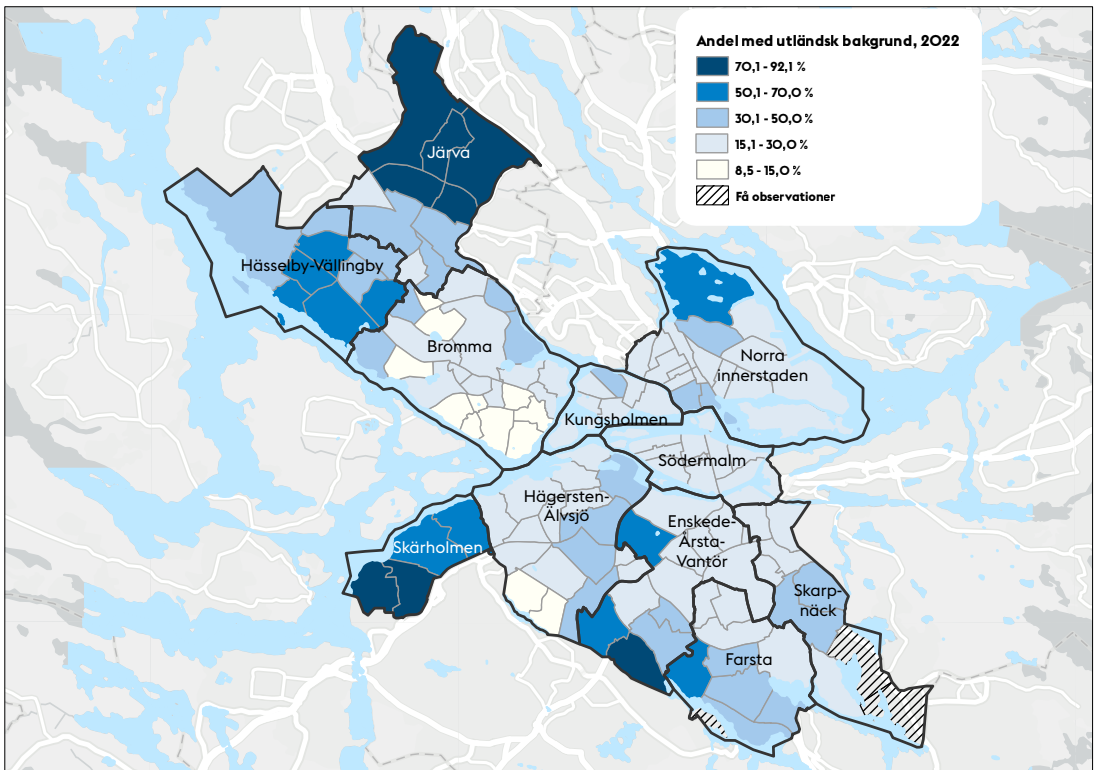 Andel med utländsk bakgrund, 2022
70,1 - 92,1 %
50,1 - 70,0 %
30,1 - 50,0 %
15,1 - 30,0 %
8,5 - 15,0 %
Få observationer
Järva
Hässelby-Vällingby
Bromma
Norra
innerstaden
Kungsholmen
Södermalm
Hägersten-
Älvsjö
Enskede-
Årsta-
Vantör
Skärholmen
Skarp-
näck
Farsta